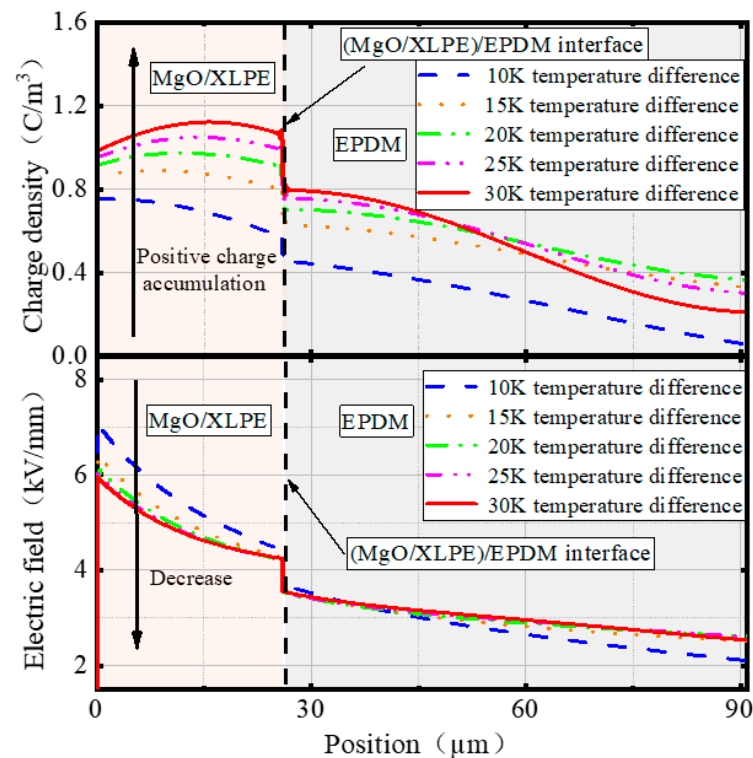 1.6
1.2
0.8
0.4
0.0
Charge density（C/m³）
MgO/XLPE
(MgO/XLPE)/EPDM interface
EPDM
10K temperature difference
15K temperature difference
20K temperature difference
25K temperature difference
30K temperature difference
Positive charge
accumulation
8
6
4
2
Electric field（kV/mm）
MgO/XLPE
EPDM
10K temperature difference
15K temperature difference
20K temperature difference
25K temperature difference
30K temperature difference
(MgO/XLPE)/EPDM interface
Decrease
0
30
60
90
Position（μm）